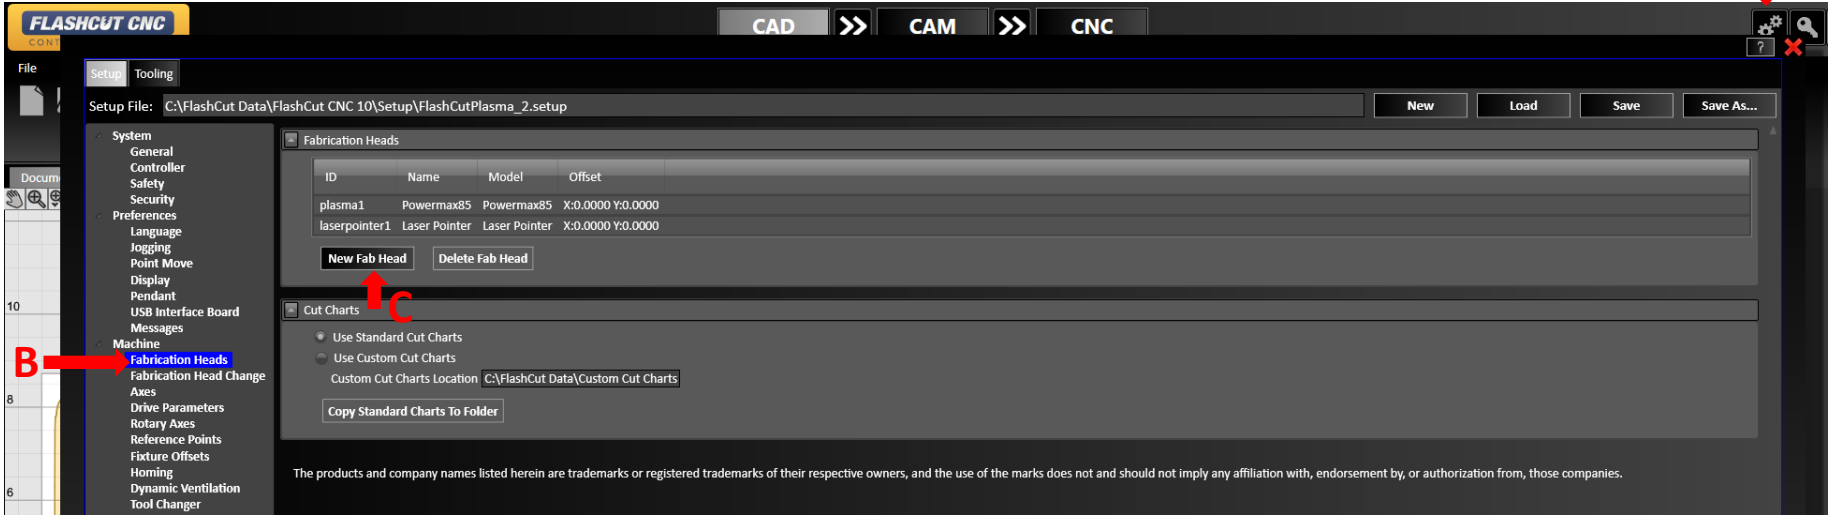 FLASHCUT CNC
CONT
CAD
CAM
CNC
?
File
Setup Tooling
Setup File: C:\FlashCut Data\FlashCut CNC 10\Setup\FlashCutPlasma_2.setup
New Load Save Save As...
Docum
System
General
Controller
Safety
Security
Preferences
Language
Jogging
Point Move
Display
Pendant
USB Interface Board
Messages
Machine
Fabrication Heads
Fabrication Head Change
Axes
Drive Parameters
Rotary Axes
Reference Points
Fixture Offsets
Homing
Dynamic Ventilation
Tool Changer
B
10
8
6
Fabrication Heads
ID Name Model Offset
plasma1 Powermax85 Powermax85 X:0.0000 Y:0.0000
laserpointer1 Laser Pointer Laser Pointer X:0.0000 Y:0.0000
New Fab Head Delete Fab Head
C
Cut Charts
Use Standard Cut Charts
Use Custom Cut Charts
Custom Cut Charts Location C:\FlashCut Data\Custom Cut Charts
Copy Standard Charts To Folder
The products and company names listed herein are trademarks or registered trademarks of their respective owners, and the use of the marks does not and should not imply any affiliation with, endorsement by, or authorization from, those companies.